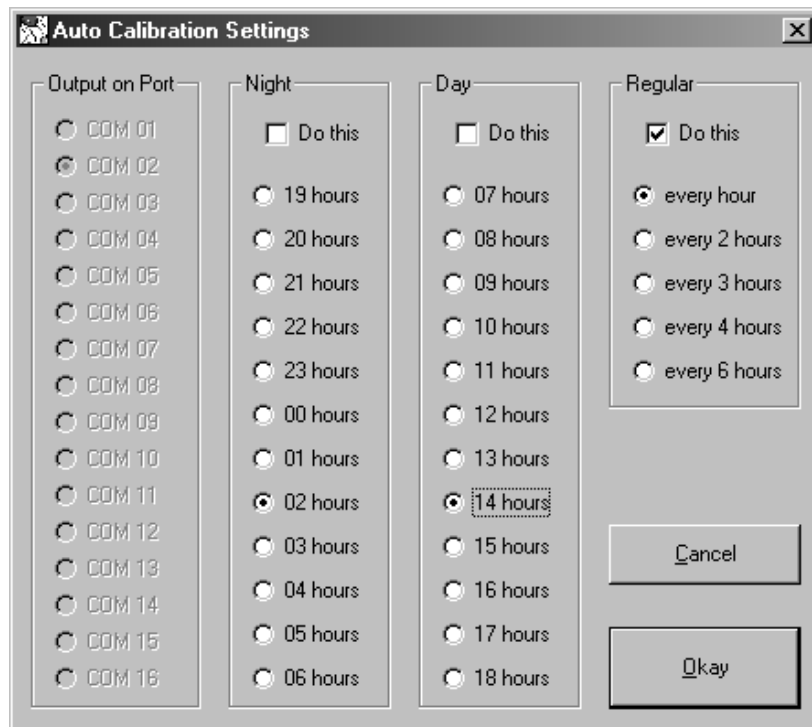 Auto Calibration Settings
Output on Port
COM 01
COM 02
COM 03
COM 04
COM 05
COM 06
COM 07
COM 08
COM 09
COM 10
COM 11
COM 12
COM 13
COM 14
COM 15
COM 16
Night
Do this
19 hours
20 hours
21 hours
22 hours
23 hours
00 hours
01 hours
02 hours
03 hours
04 hours
05 hours
06 hours
Day
Do this
07 hours
08 hours
09 hours
10 hours
11 hours
12 hours
13 hours
14 hours
15 hours
16 hours
17 hours
18 hours
Regular
Do this
every hour
every 2 hours
every 3 hours
every 4 hours
every 6 hours
Cancel
Okay